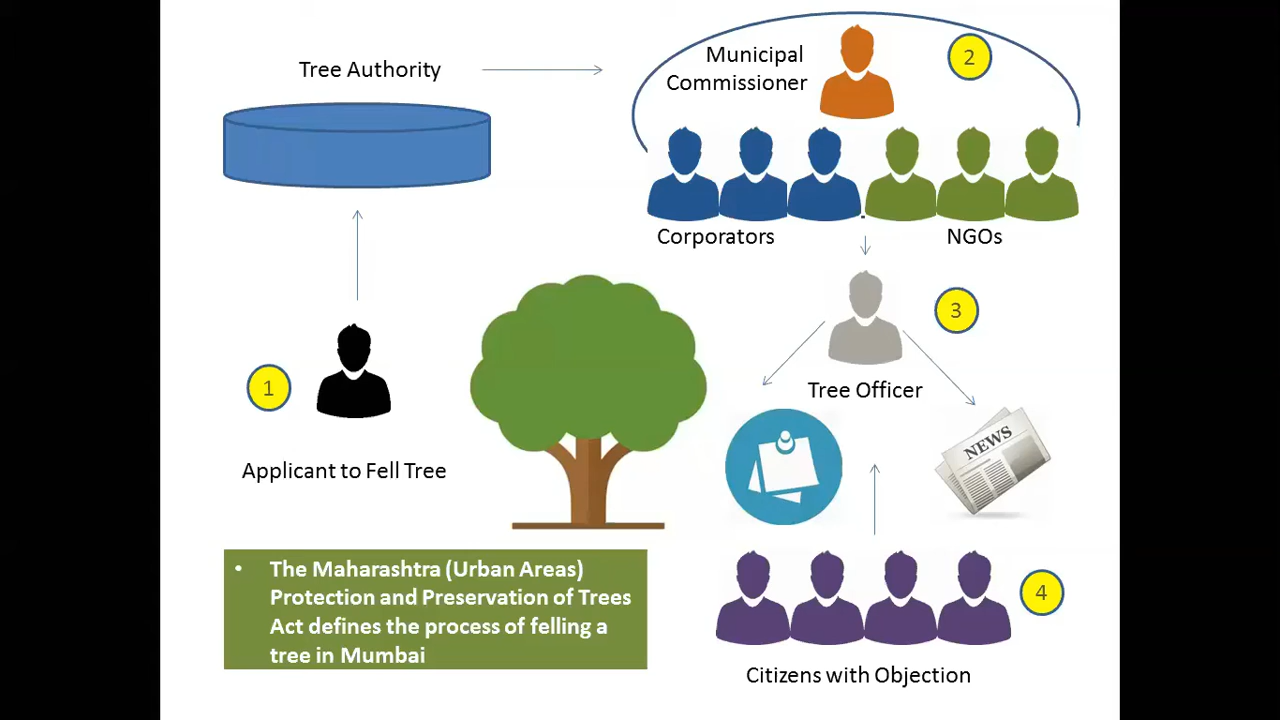 Tree Authority
Municipal
Commissioner
2
Corporators
NGOs
3
Tree Officer
NEWS
1
Applicant to Fell Tree
• The Maharashtra (Urban Areas)
Protection and Preservation of Trees
Act defines the process of felling a
tree in Mumbai
4
Citizens with Objection